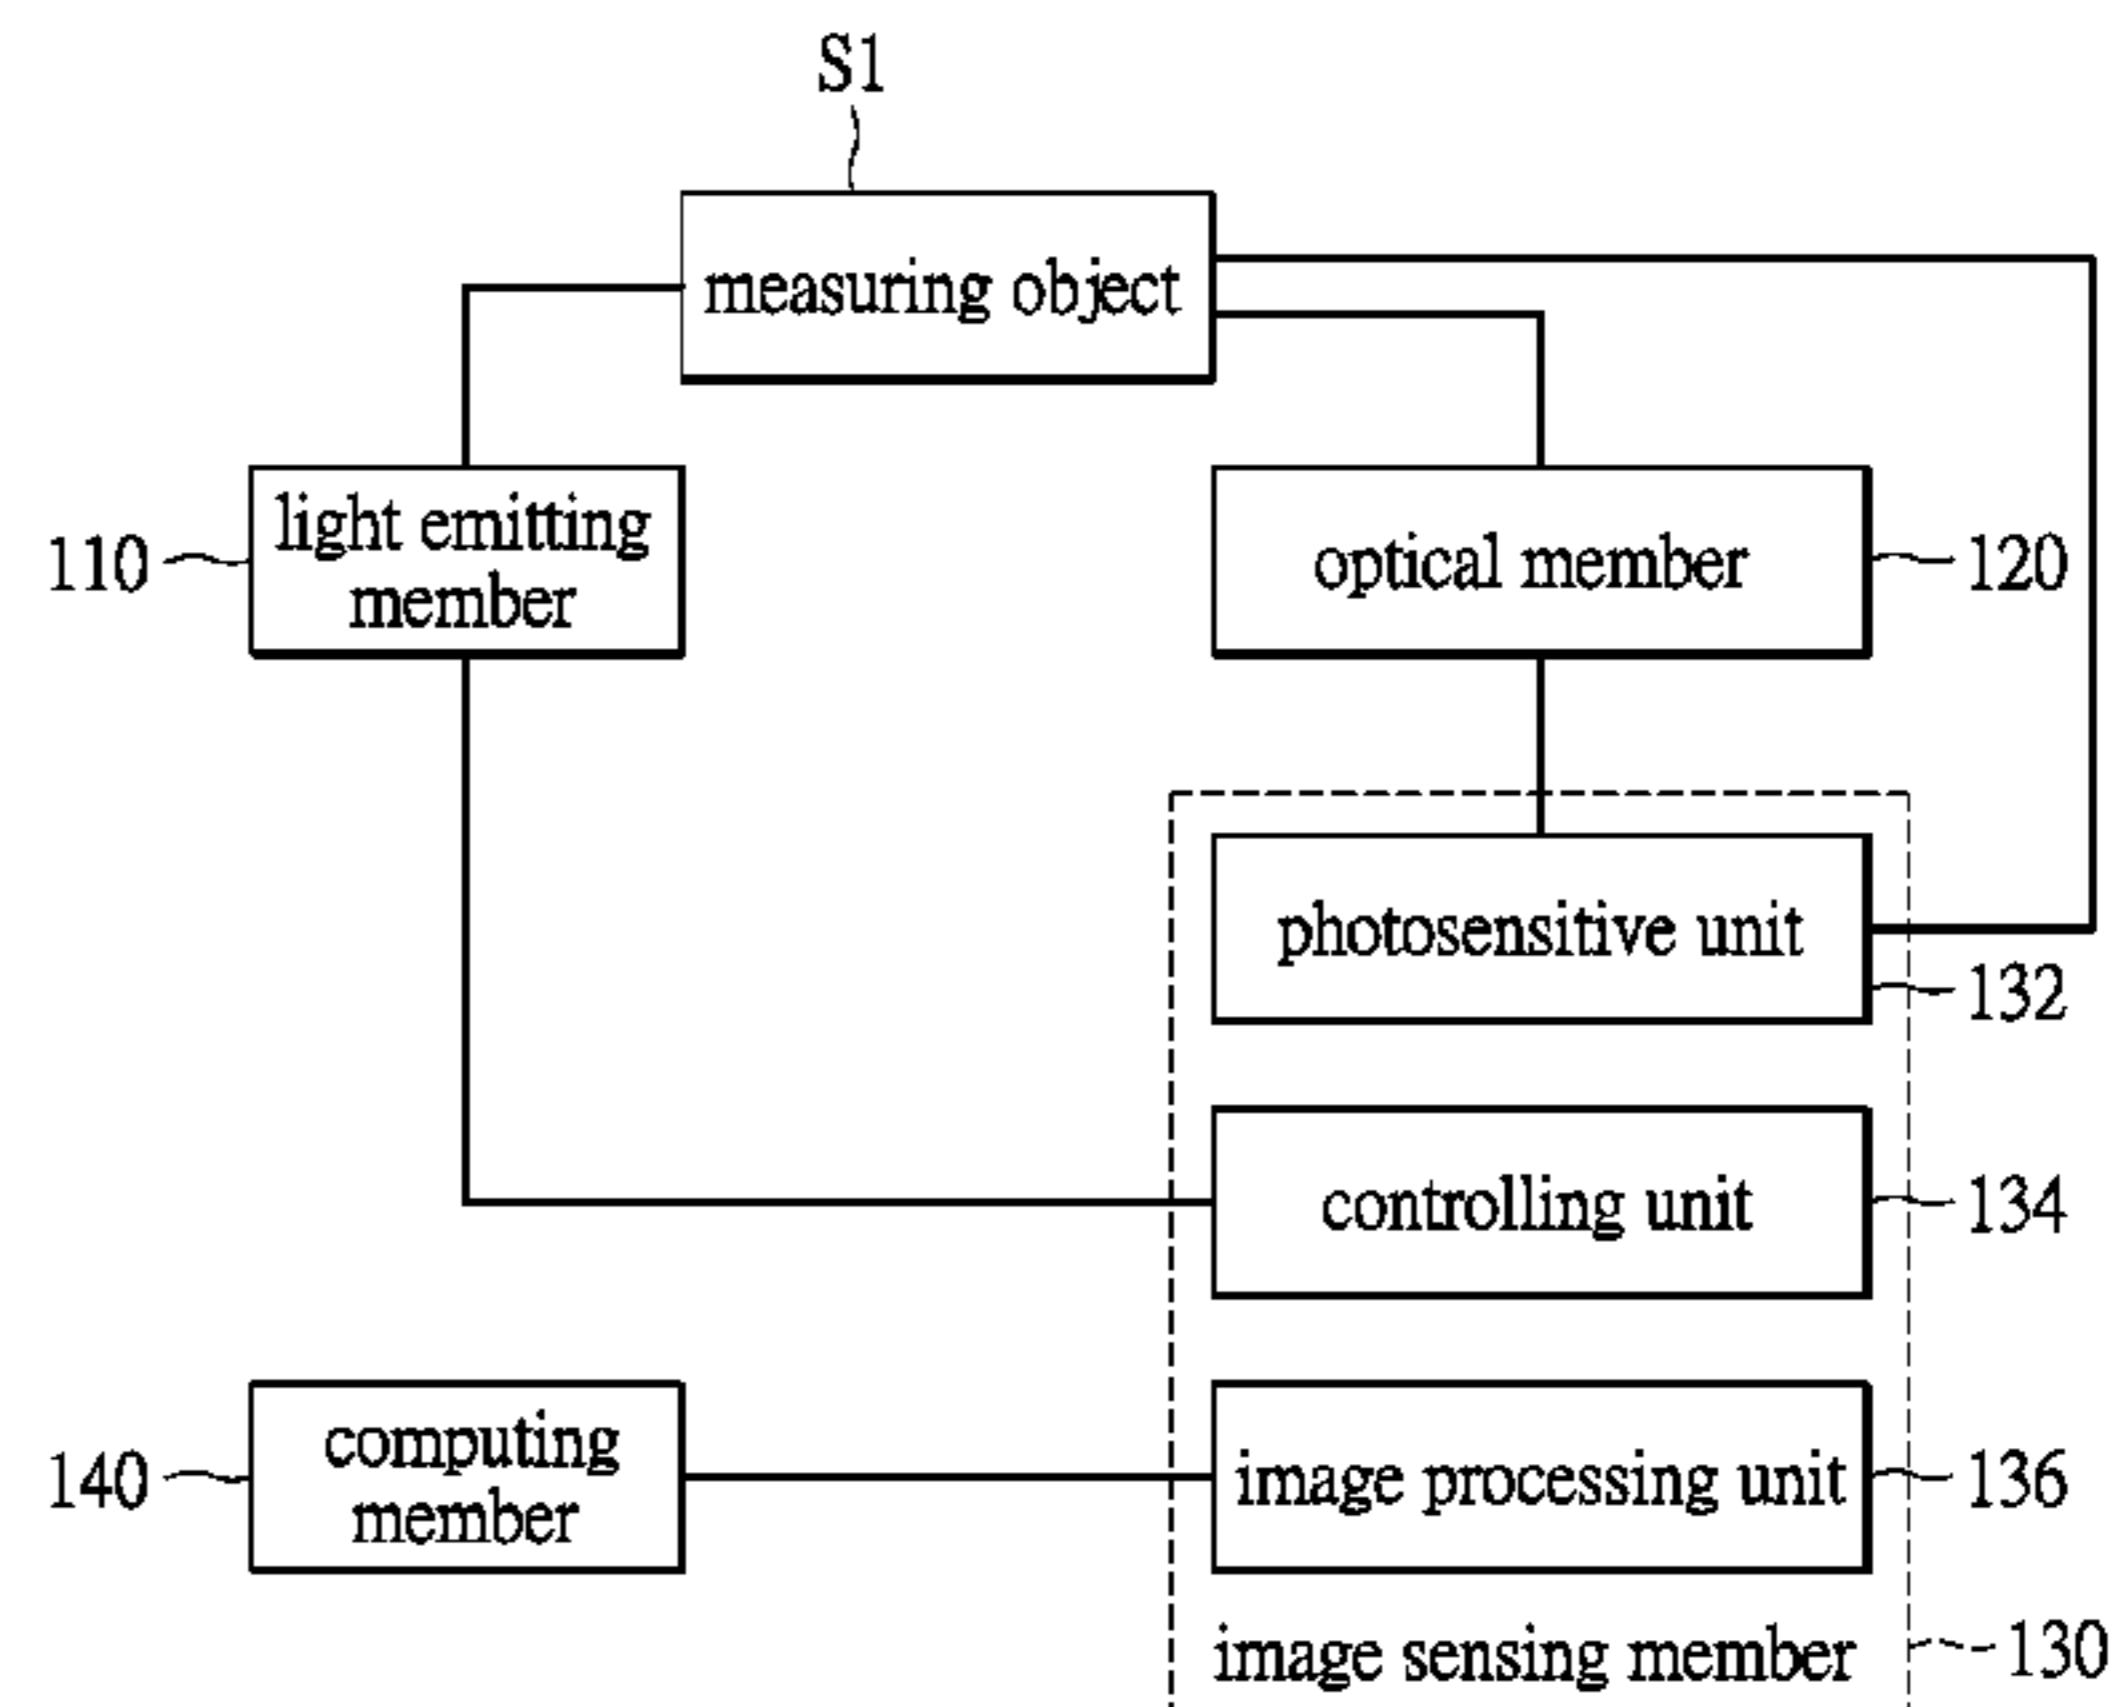 S1
measuring object
110
light emitting
member
optical member
120
photosensitive unit
132
controlling unit
134
140
computing
member
image processing unit
136
image sensing member
130